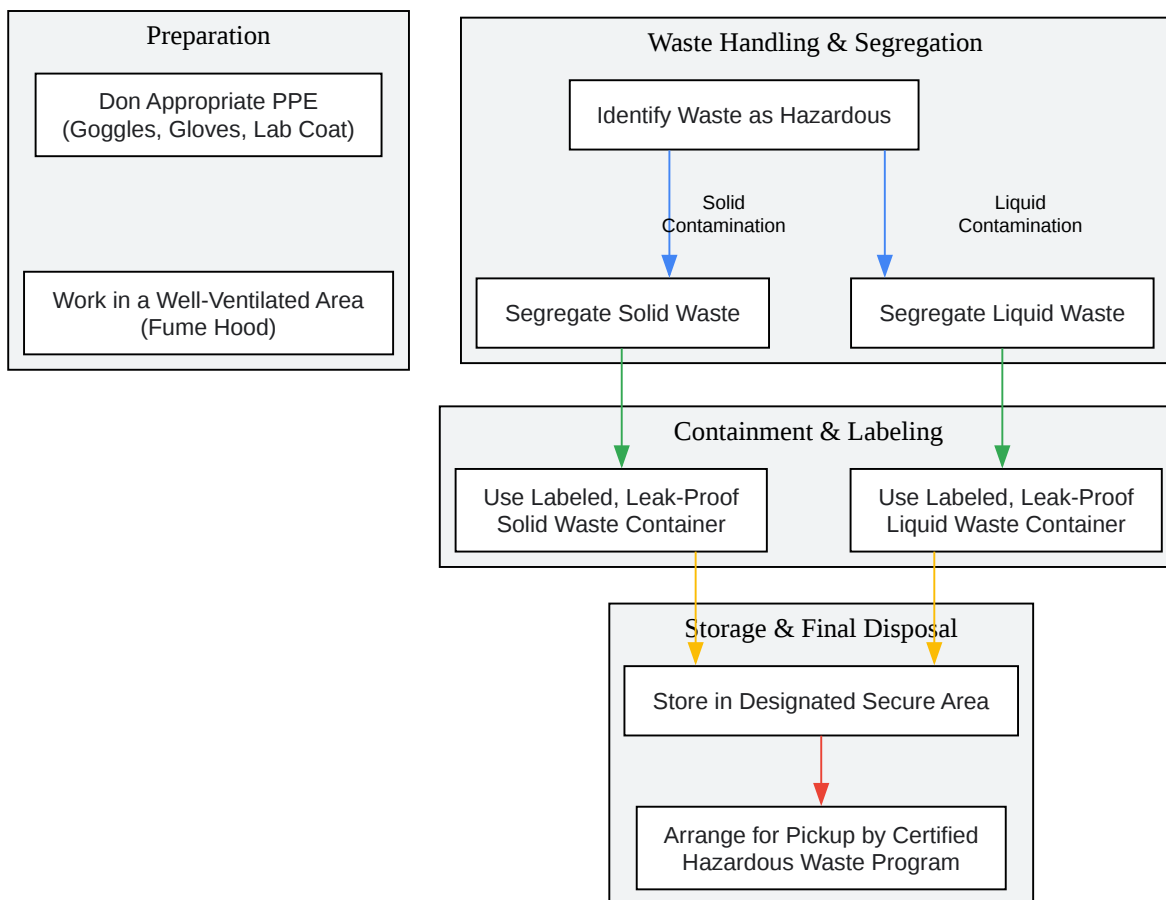 Preparation
Don Appropriate PPE
(Goggles, Gloves, Lab Coat)
Work in a Well-Ventilated Area
(Fume Hood)
Waste Handling & Segregation
Identify Waste as Hazardous
Solid
Contamination
Liquid
Contamination
Segregate Solid Waste
Segregate Liquid Waste
Containment & Labeling
Use Labeled, Leak-Proof
Solid Waste Container
Use Labeled, Leak-Proof
Liquid Waste Container
Storage & Final Disposal
Store in Designated Secure Area
Arrange for Pickup by Certified
Hazardous Waste Program